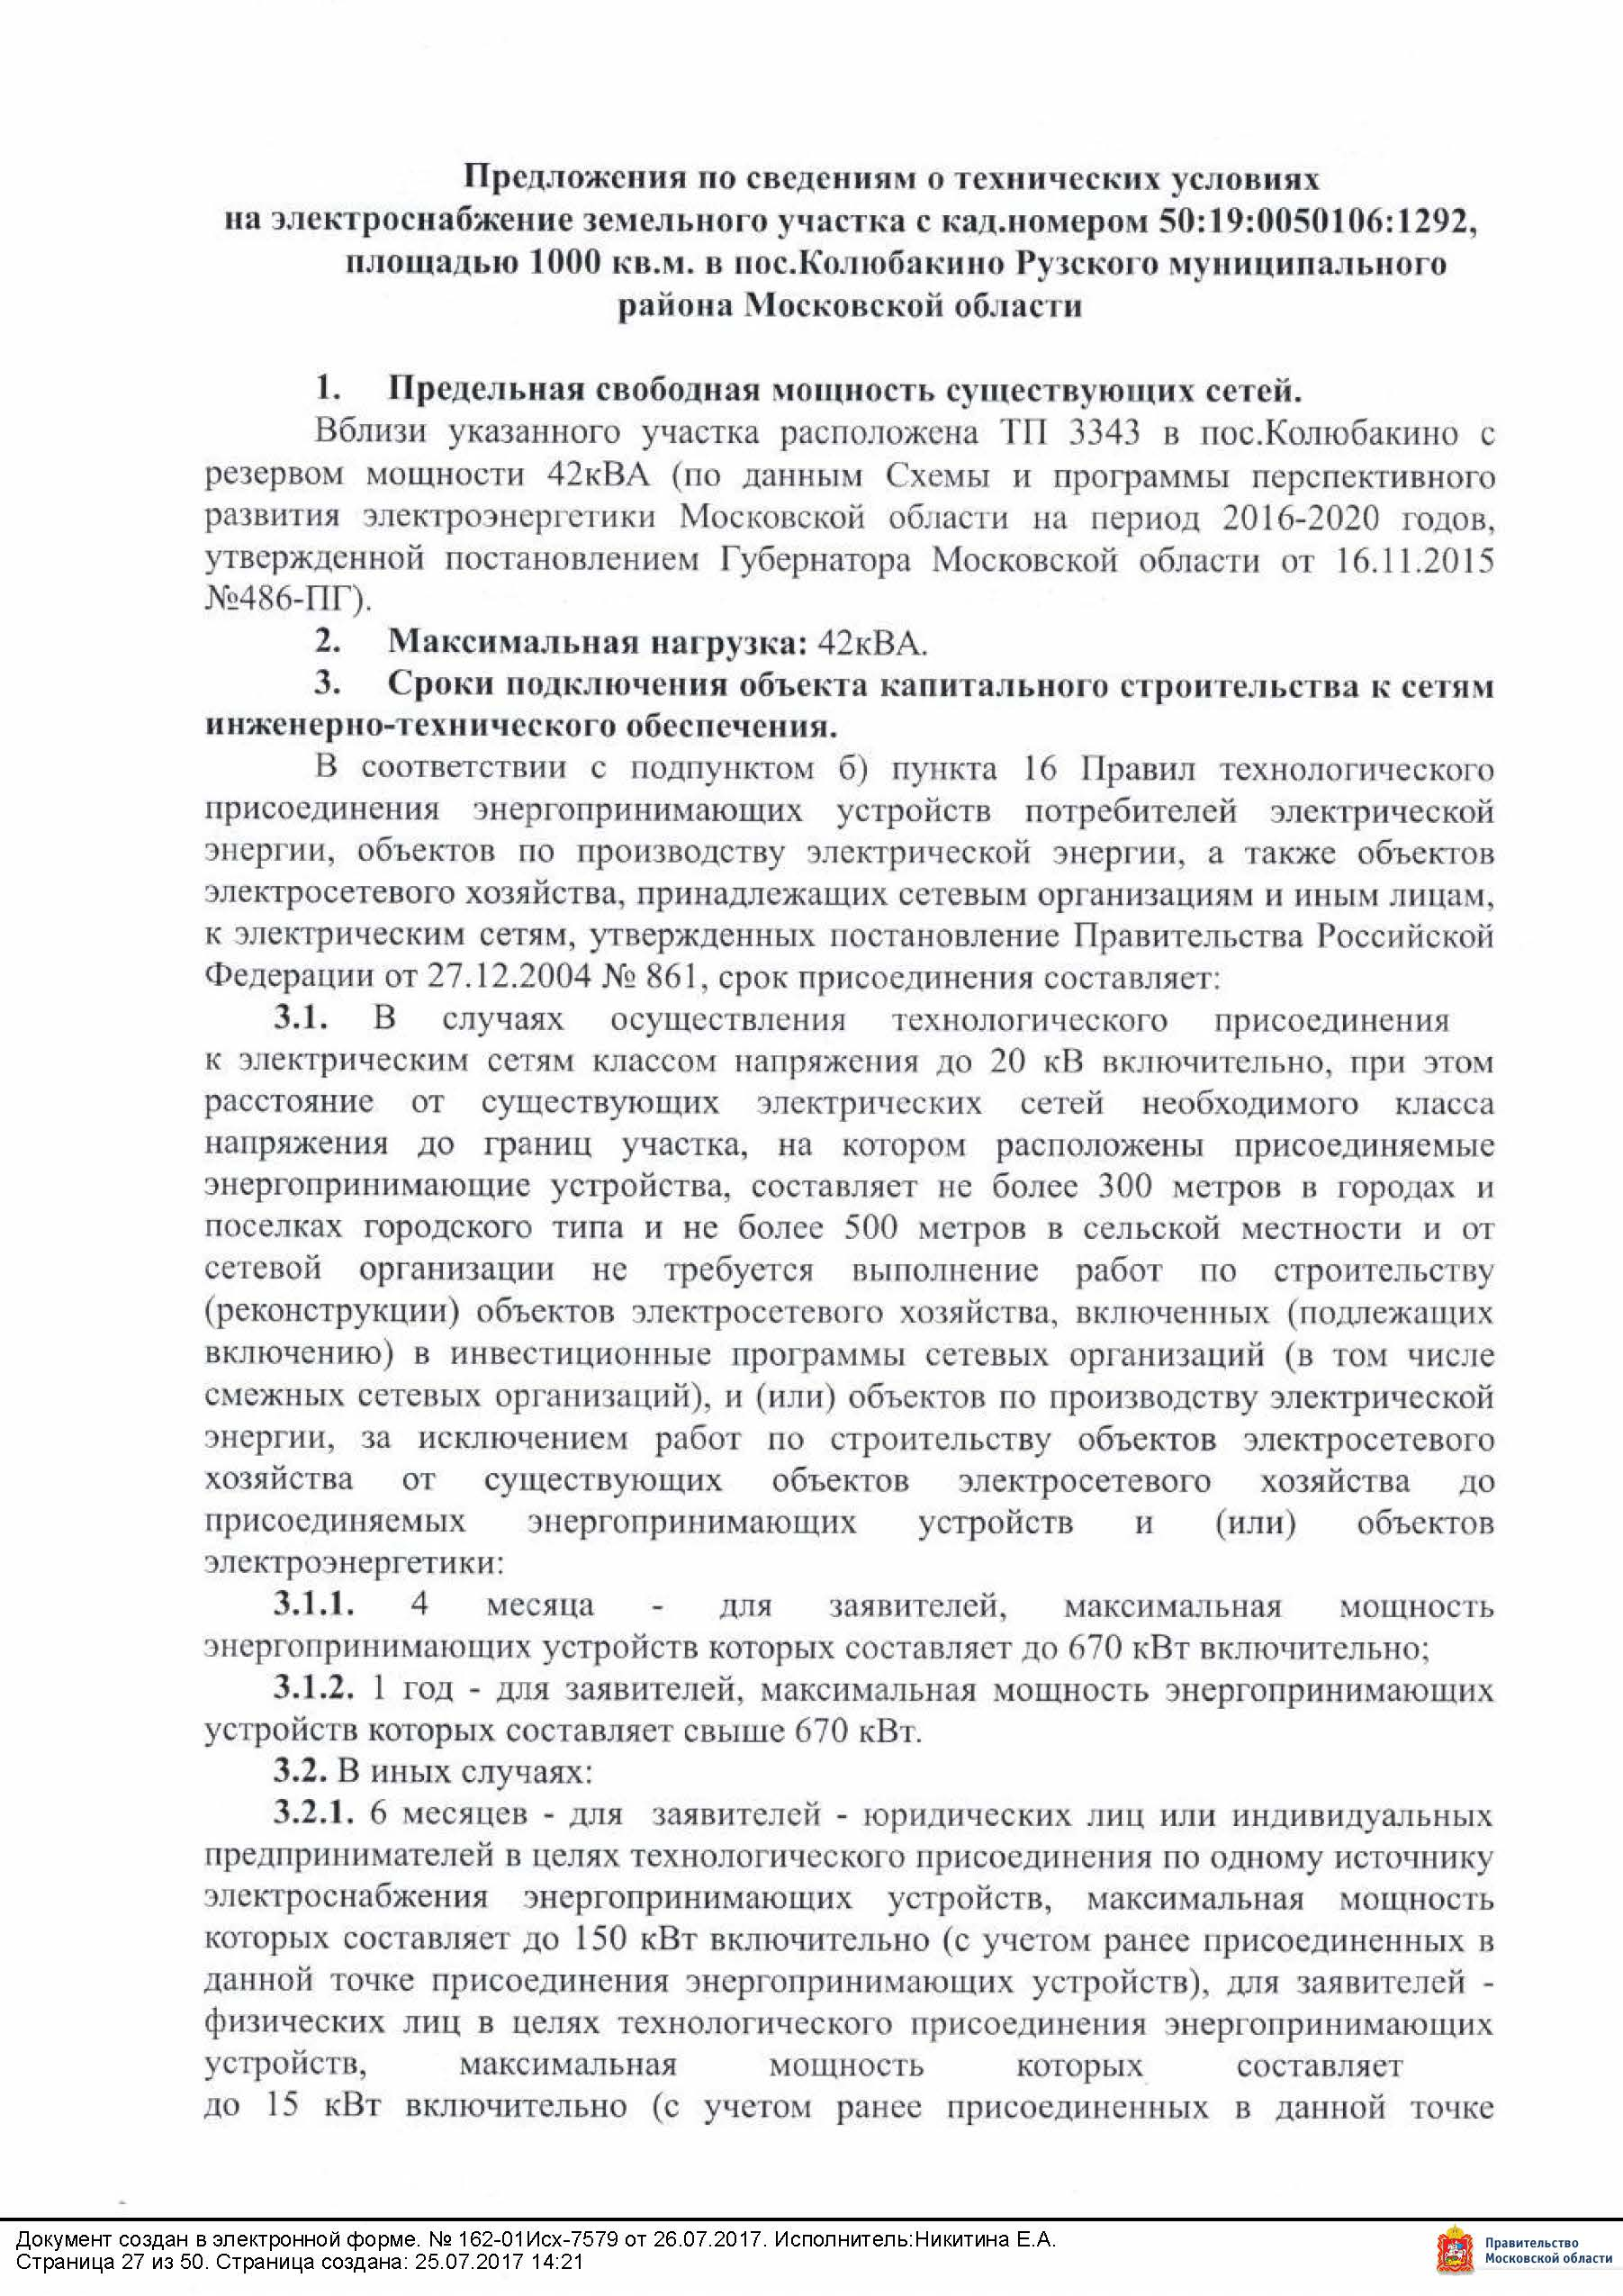 Предложения по сведениям о технических условиях
на электроснабжение земельного участка с кад.номером 50:19:0050106:1292,
площадью 1000 кв.м. в пос.Колюбакино Рузского муниципального
района Московской области
1. Предельная свободная мощность существующих сетей.
Вблизи указанного участка расположена ТП 3343 в пос.Колюбакино с
резервом мощности 42кВА (по данным Схемы и программы перспективного
развития электроэнергетики Московской области на период 2016-2020 годов,
утвержденной постановлением Губернатора Московской области от 16.11.2015
№486-ПГ).
2. Максимальная нагрузка: 42кВА.
3. Сроки подключения объекта капитального строительства к сетям
инженерно-технического обеспечения.
В соответствии с подпунктом б) пункта 16 Правил технологического
присоединения энергопринимающих устройств потребителей электрической
энергии, объектов по производству электрической энергии, а также объектов
электросетевого хозяйства, принадлежащих сетевым организациям и иным лицам,
к электрическим сетям, утвержденных постановление Правительства Российской
Федерации от 27.12.2004 № 861, срок присоединения составляет:
3.1. В случаях осуществления технологического присоединения
к электрическим сетям классом напряжения до 20 кВ включительно, при этом
расстояние от существующих электрических сетей необходимого класса
напряжения до границ участка, на котором расположены присоединяемые
энергопринимающие устройства, составляет не более 300 метров в городах и
поселках городского типа и не более 500 метров в сельской местности и от
сетевой организации не требуется выполнение работ по строительству
(реконструкции) объектов электросетевого хозяйства, включенных (подлежащих
включению) в инвестиционные программы сетевых организаций (в том числе
смежных сетевых организаций), и (или) объектов по производству электрической
энергии, за исключением работ по строительству объектов электросетевого
хозяйства от существующих объектов электросетевого хозяйства до
присоединяемых энергопринимающих устройств и (или) объектов
электроэнергетики:
3.1.1. 4 месяца - для заявителей, максимальная мощность
энергопринимающих устройств которых составляет до 670 кВт включительно;
3.1.2. 1 год - для заявителей, максимальная мощность энергопринимающих
устройств которых составляет свыше 670 кВт.
3.2. В иных случаях:
3.2.1. 6 месяцев - для заявителей - юридических лиц или индивидуальных
предпринимателей в целях технологического присоединения по одному источнику
электроснабжения энергопринимающих устройств, максимальная мощность
которых составляет до 150 кВт включительно (с учетом ранее присоединенных в
данной точке присоединения энергопринимающих устройств), для заявителей -
физических лиц в целях технологического присоединения энергопринимающих
устройств, максимальная мощность которых составляет
до 15 кВт включительно (с учетом ранее присоединенных в данной точке
Документ создан в электронной форме. № 162-01Исх-7579 от 26.07.2017. Исполнитель:Никитина Е.А.
Страница 27 из 50. Страница создана: 25.07.2017 14:21
Правительство
Московской области